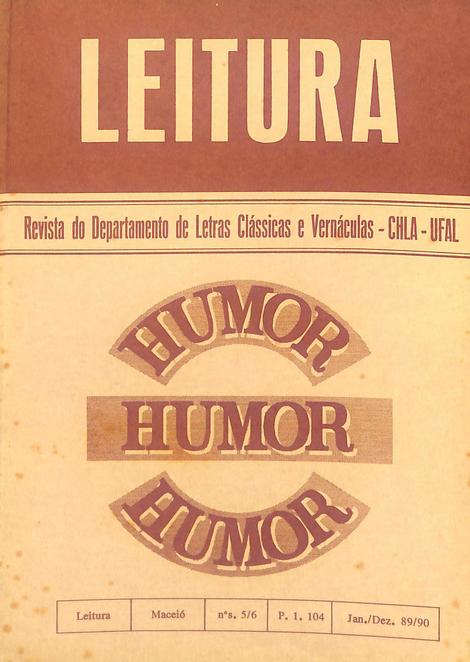 LEITURA
Revista do Departamento de Letras Clássicas e Vernáculas - CHLA - UFAL
HUMOR
HUMOR
HUMOR
Leitura Maceió nºs. 5/6 P. 1. 104 Jan./Dez. 89/90